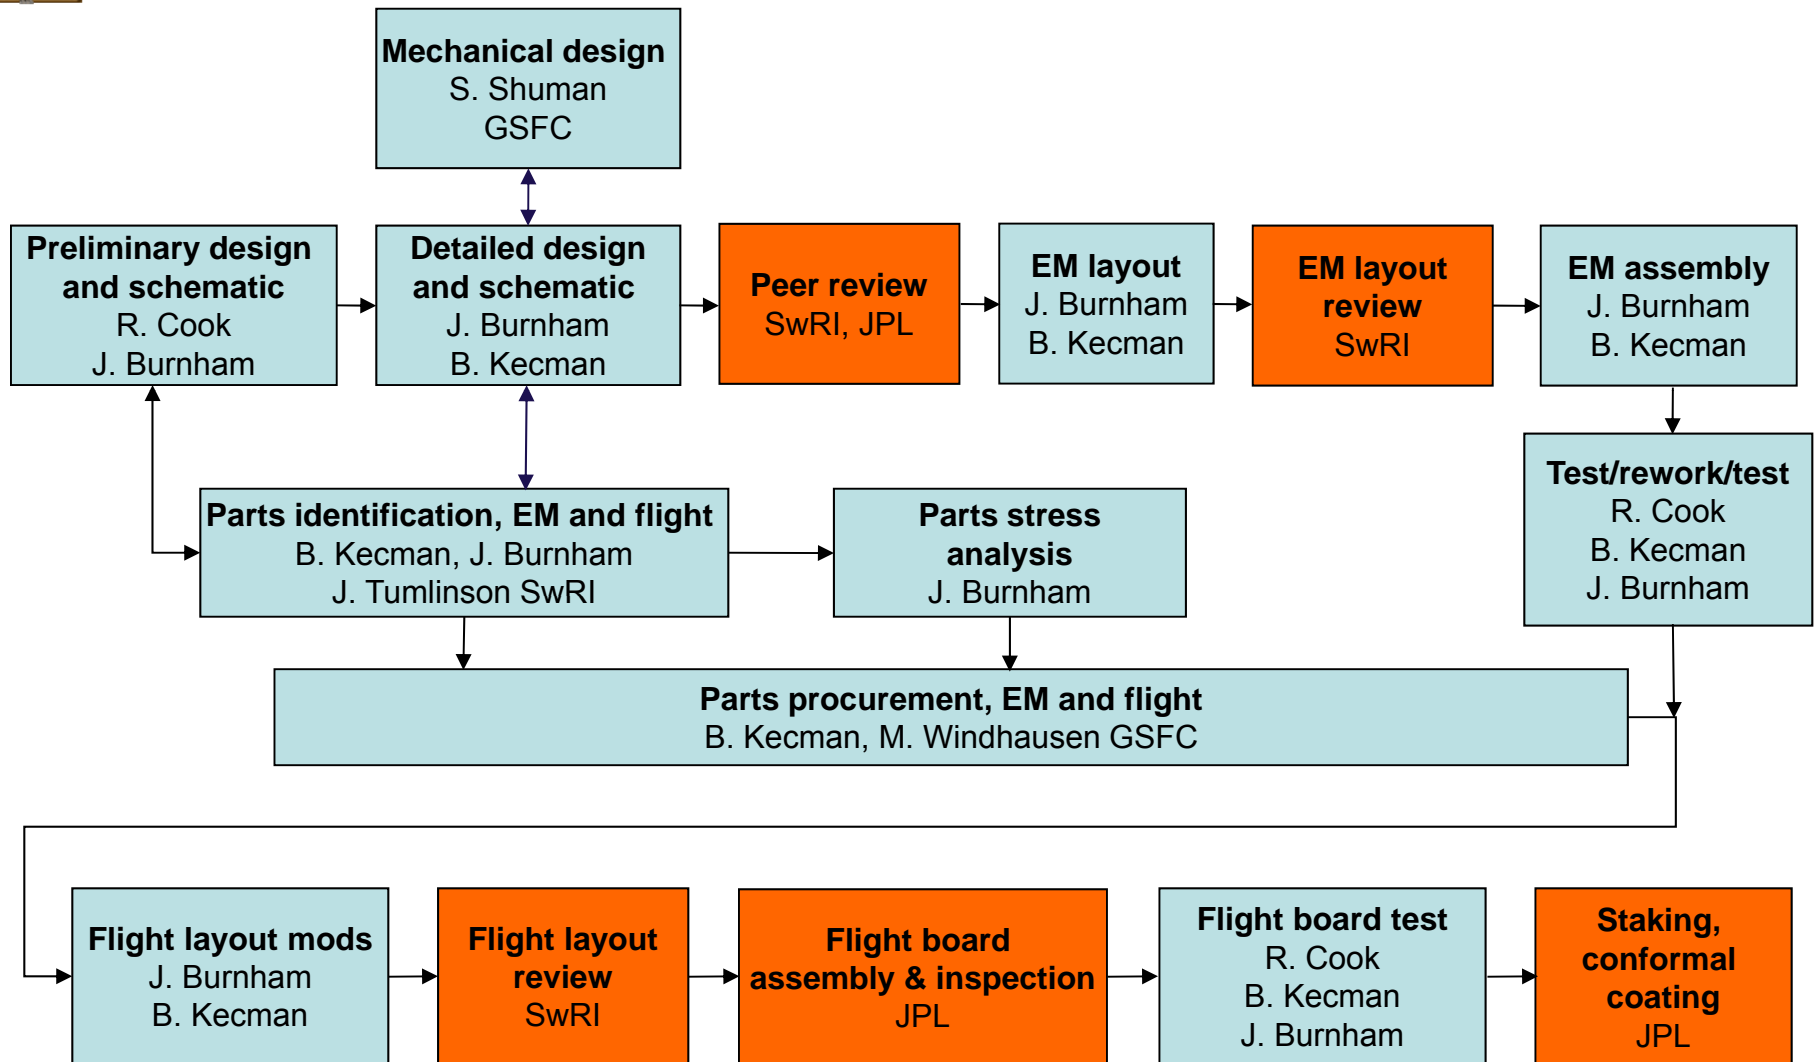 Mechanical design
S. Shuman
GSFC
Preliminary design
and schematic
R. Cook
J. Burnham
Detailed design
and schematic
J. Burnham
B. Kecman
Peer review
SwRI, JPL
EM layout
J. Burnham
B. Kecman
EM layout
review
SwRI
EM assembly
J. Burnham
B. Kecman
Parts identification, EM and flight
B. Kecman, J. Burnham
J. Tumlinson SwRI
Parts stress
analysis
J. Burnham
Test/rework/test
R. Cook
B. Kecman
J. Burnham
Parts procurement, EM and flight
B. Kecman, M. Windhausen GSFC
Flight layout mods
J. Burnham
B. Kecman
Flight layout
review
SwRI
Flight board
assembly & inspection
JPL
Flight board test
R. Cook
B. Kecman
J. Burnham
Staking,
conformal
coating
JPL